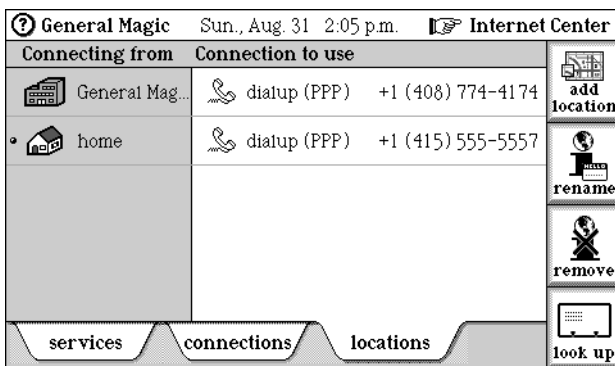 ? General Magic Sun., Aug. 31 2:05 p.m. Internet Center
Connecting from Connection to use
General Mag... dialup (PPP) +1 (408) 774-4174
home dialup (PPP) +1 (415) 555-5557
add
location
HELLO
rename
remove
look up
services connections locations